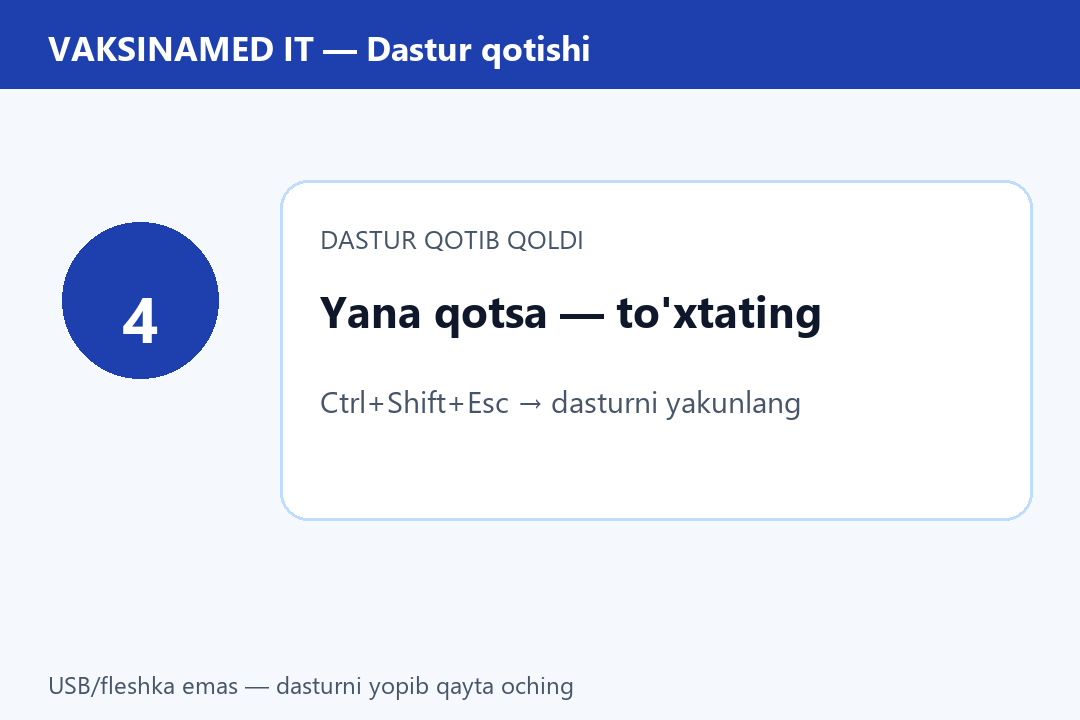 VAKSINAMED IT — Dastur qotishi
4
DASTUR QOTIB QOLDI
Yana qotsa — to'xtating
Ctrl+Shift+Esc → dasturni yakunlang
USB/fleshka emas — dasturni yopib qayta oching